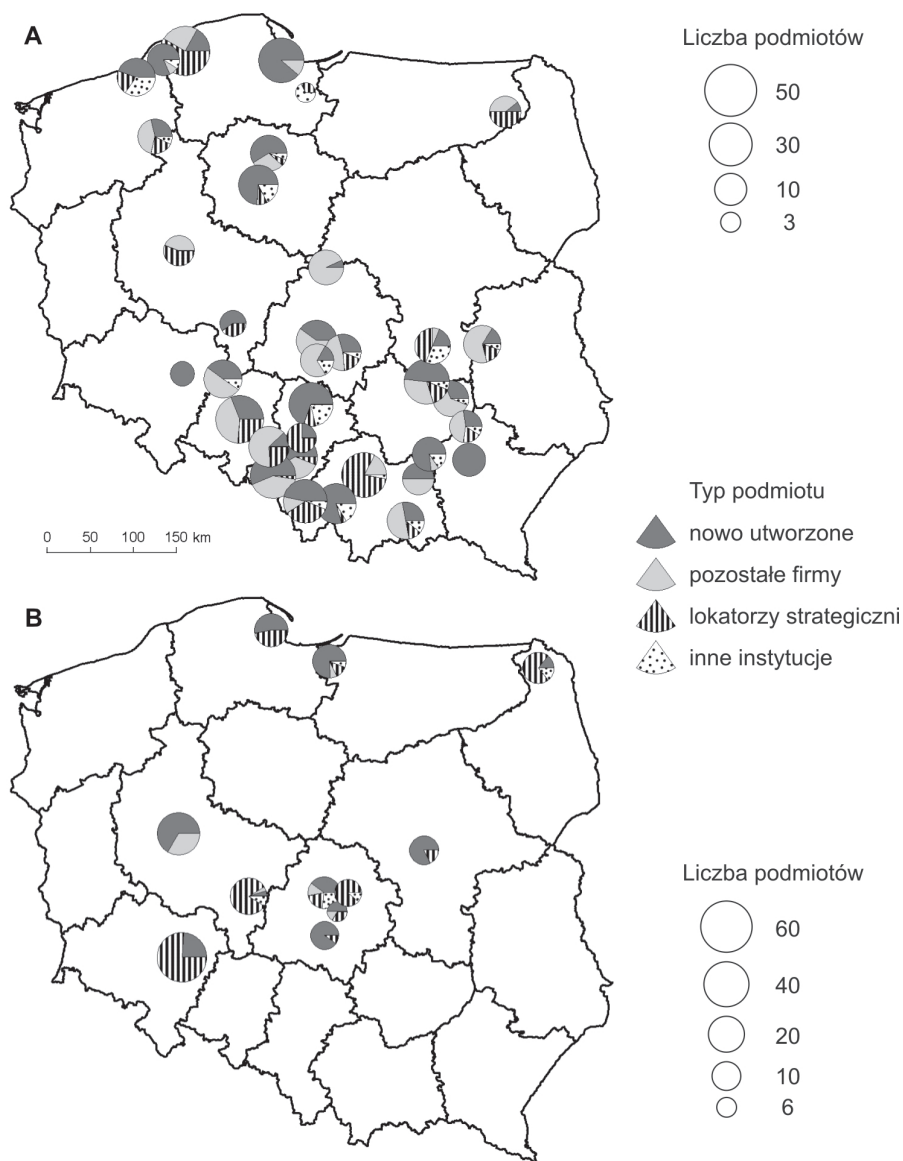 A
Liczba podmiotów
50
30
10
3
Typ podmiotu
nowo utworzone
pozostałe firmy
lokatorzy strategiczni
inne instytucje
0 50 100 150 km
B
Liczba podmiotów
60
40
20
10
6